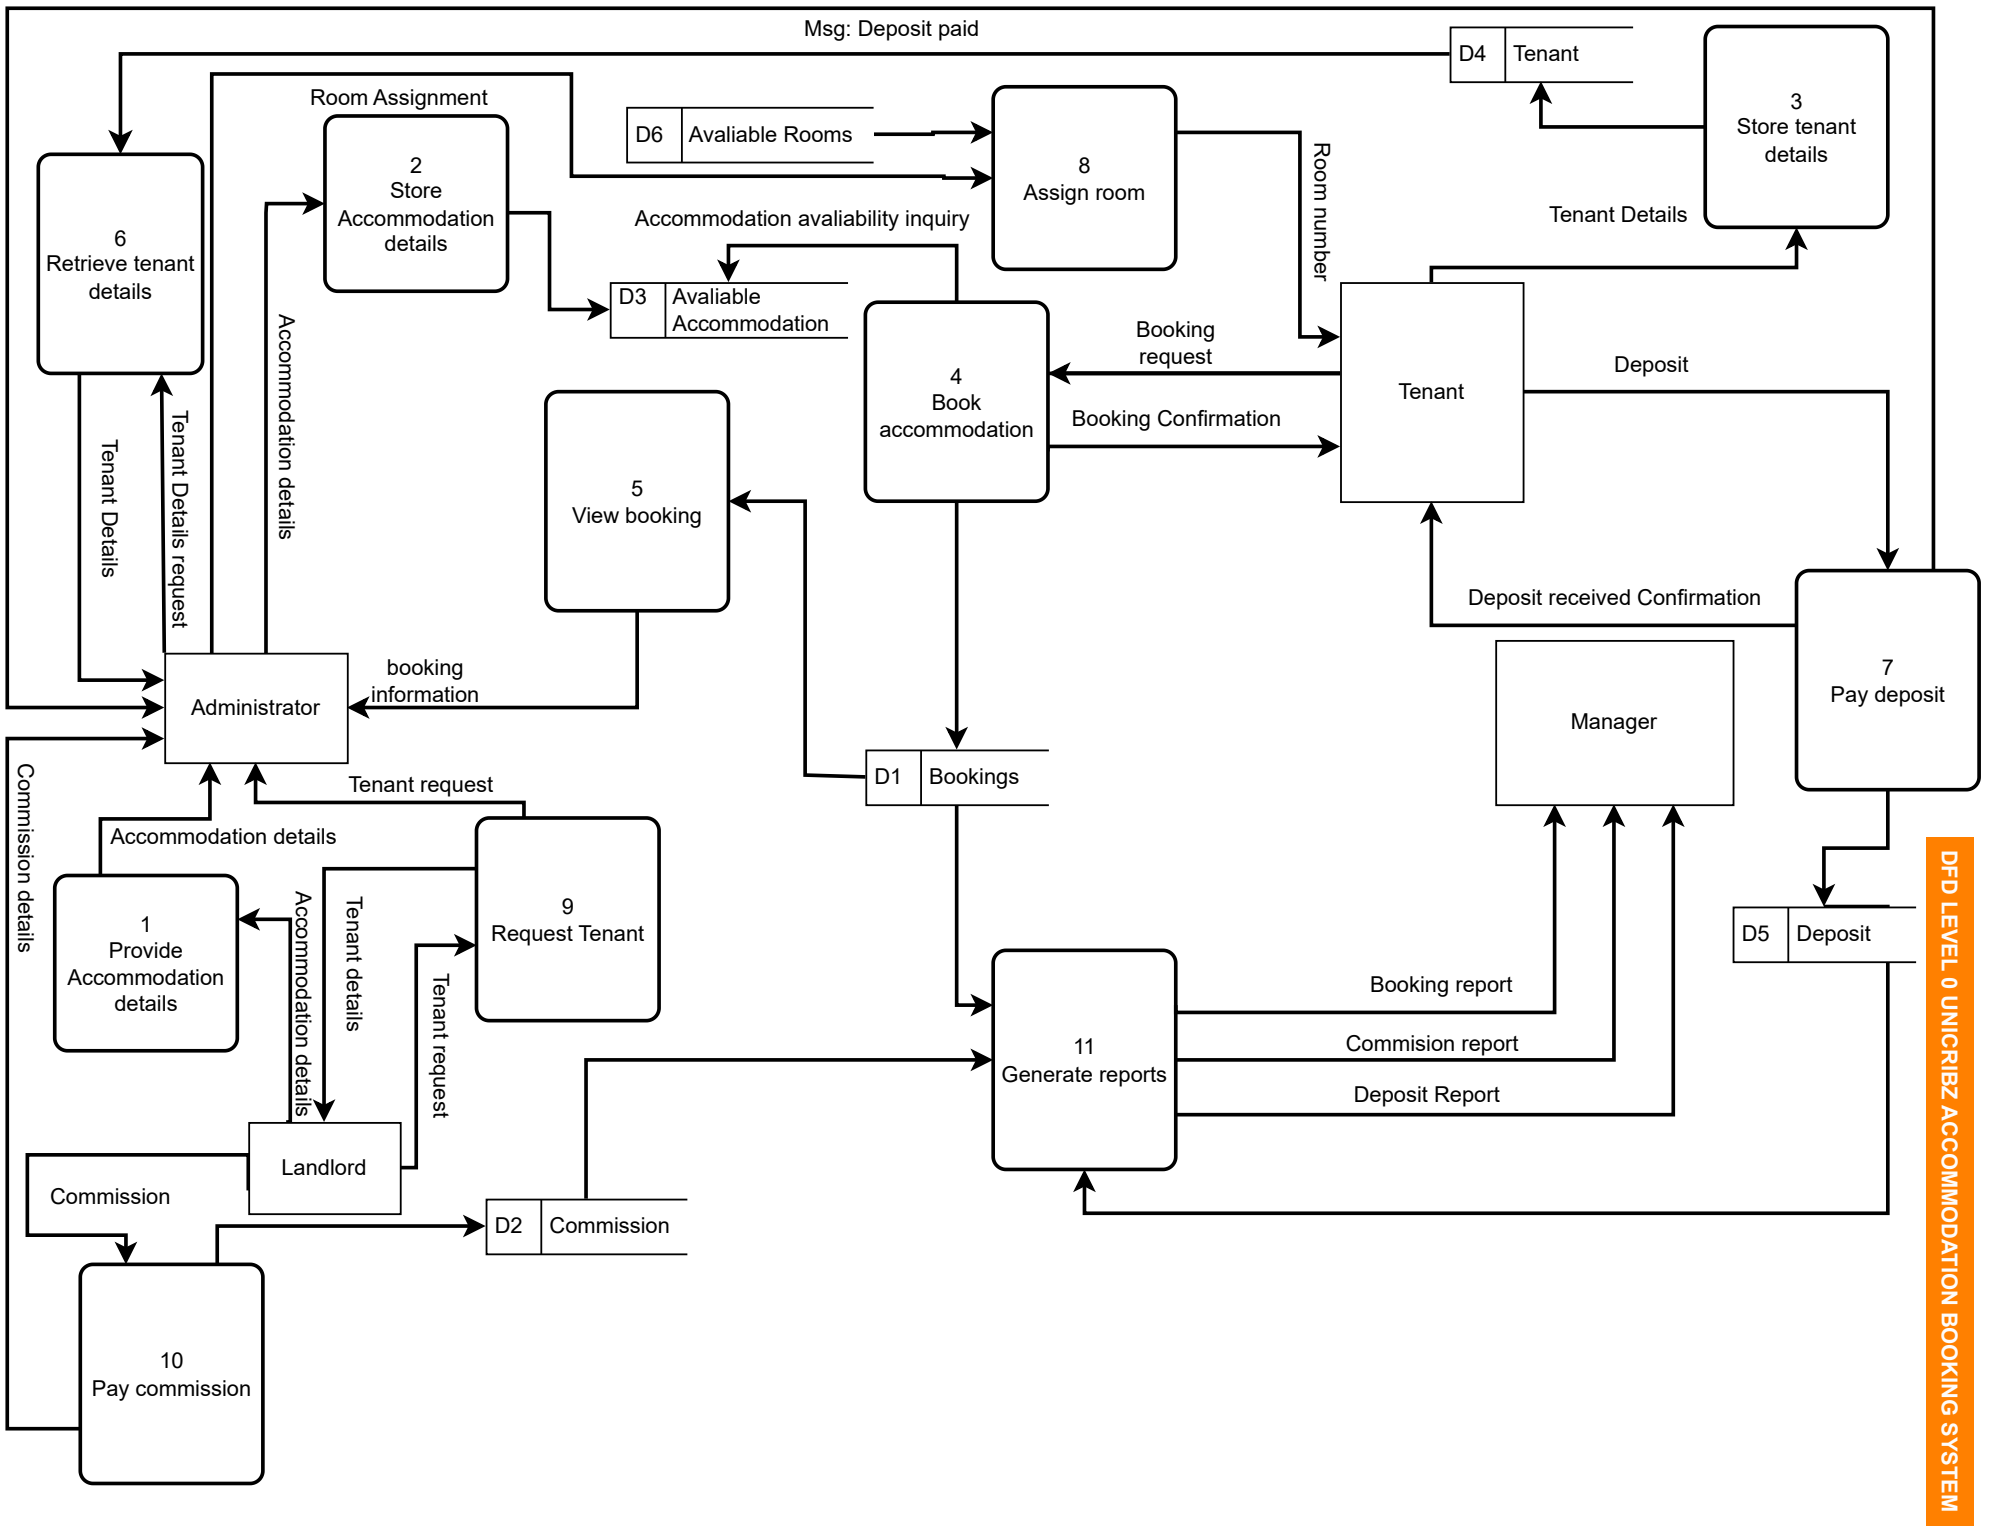 Msg: Deposit paid
D4
Tenant
3
Store tenant
details
Room Assignment
D6
Avaliable Rooms
8
Assign room
Room number
2
Store
Accommodation
details
6
Retrieve tenant
details
Accommodation avaliability inquiry
Tenant Details
D3
Avaliable
Accommodation
Booking
request
4
Book
accommodation
Booking Confirmation
Tenant
Deposit
Accommodation details
Tenant Details
Tenant Details request
5
View booking
Deposit received Confirmation
7
Pay deposit
Manager
booking
information
Administrator
D1
Bookings
Tenant request
Commission details
Accommodation details
1
Provide
Accommodation
details
Accommodation details
Tenant details
Tenant request
9
Request Tenant
D5
Deposit
Booking report
11
Generate reports
Commision report
Deposit Report
Landlord
Commission
D2
Commission
10
Pay commission
DFD LEVEL 0 UNICRIBZ ACCOMMODATION BOOKING SYSTEM